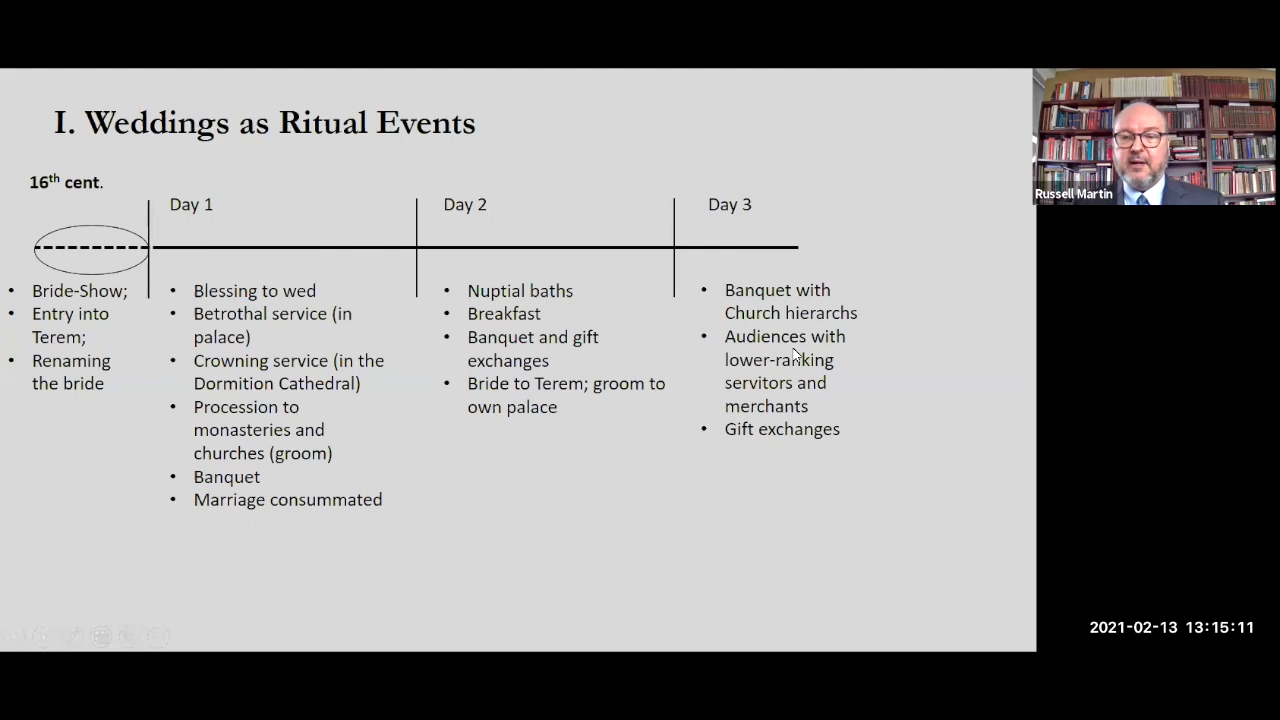 I. Weddings as Ritual Events
16th cent.
Day 1
Day 2
Day 3
• Bride-Show;
• Entry into
Terem;
• Renaming
the bride
• Blessing to wed
• Betrothal service (in
palace)
• Crowning service (in the
Dormition Cathedral)
• Procession to
monasteries and
churches (groom)
• Banquet
• Marriage consummated
• Nuptial baths
• Breakfast
• Banquet and gift
exchanges
• Bride to Terem; groom to
own palace
• Banquet with
Church hierarchs
• Audiences with
lower-ranking
servitors and
merchants
• Gift exchanges
Russell Martin
2021-02-13 13:15:11